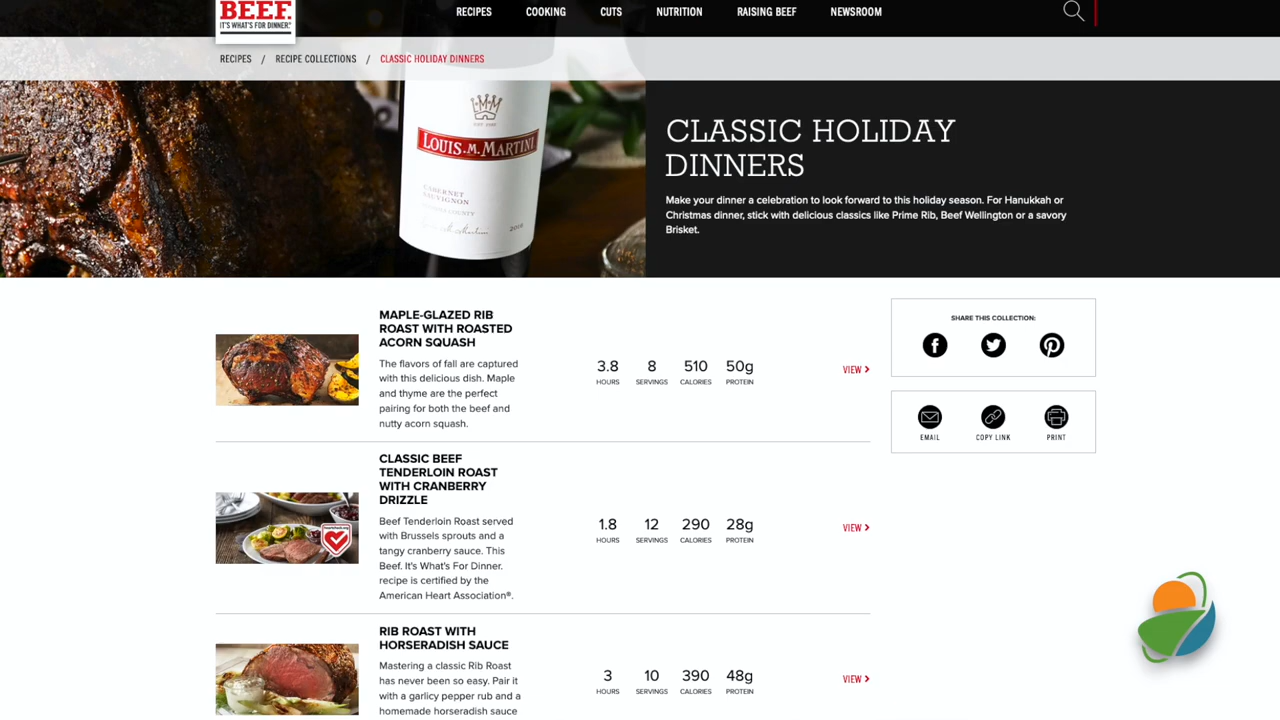 BEEF.
IT'S WHAT'S FOR DINNER.
RECIPES COOKING CUTS NUTRITION RAISING BEEF NEWSROOM
RECIPES / RECIPE COLLECTIONS / CLASSIC HOLIDAY DINNERS
LOUIS M. MARTINI
CABERNET
SAUVIGNON
2016
CLASSIC HOLIDAY
DINNERS
Make your dinner a celebration to look forward to this holiday season. For Hanukkah or
Christmas dinner, stick with delicious classics like Prime Rib, Beef Wellington or a savory
Brisket.
MAPLE-GLAZED RIB
ROAST WITH ROASTED
ACORN SQUASH
The flavors of fall are captured
with this delicious dish. Maple
and thyme are the perfect
pairing for both the beef and
nutty acorn squash.
3.8 8 510 50g
HOURS SERVINGS CALORIES PROTEIN
VIEW >
CLASSIC BEEF
TENDERLOIN ROAST
WITH CRANBERRY
DRIZZLE
Beef Tenderloin Roast served
with Brussels sprouts and a
tangy cranberry sauce. This
Beef. It's What's For Dinner.
recipe is certified by the
American Heart Association®.
1.8 12 290 28g
HOURS SERVINGS CALORIES PROTEIN
VIEW >
RIB ROAST WITH
HORSERADISH SAUCE
Mastering a classic Rib Roast
has never been so easy. Pair it
with a garlicy pepper rub and a
homemade horseradish sauce
3 10 390 48g
HOURS SERVINGS CALORIES PROTEIN
VIEW >
SHARE THIS COLLECTION:
EMAIL COPY LINK PRINT